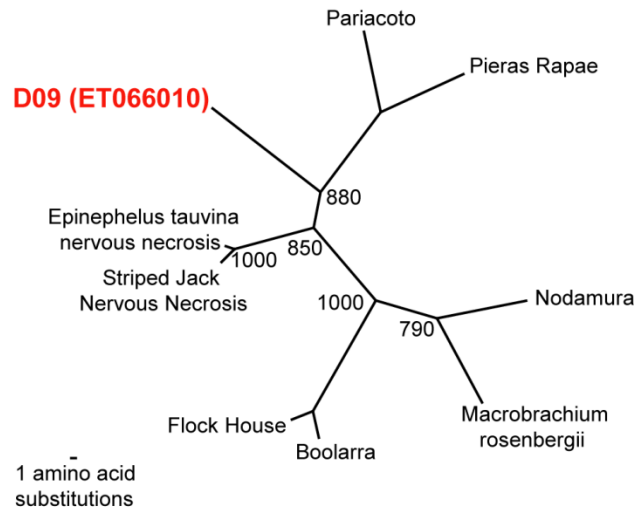 Pariacoto
Pieras Rapae
D09 (ET066010)
880
Epinephelus tauvina
nervous necrosis
1000
850
Striped Jack
Nervous Necrosis
1000
Nodamura
790
Macrobrachium
rosenbergii
Flock House
Boolarra
1 amino acid
substitutions